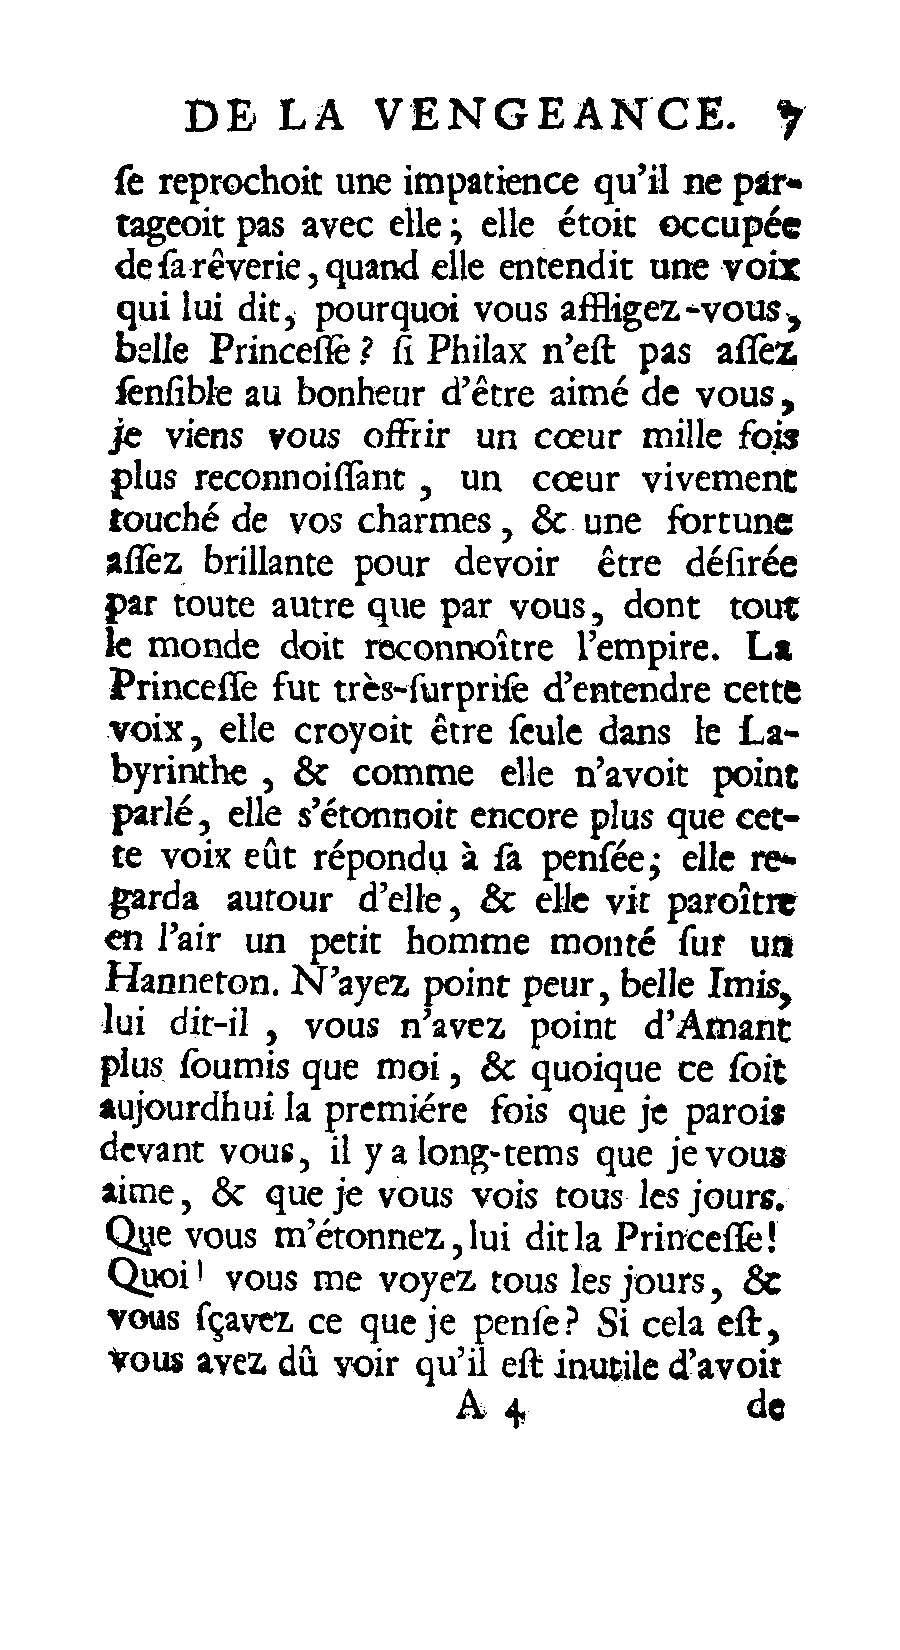 DE LA VENGEANCE. 7
ſe reprochoit une impatience qu'il ne par-
tageoit pas avec elle; elle étoit occupée
de ſa rêverie, quand elle entendit une voix
qui lui dit, pourquoi vous affligez-vous,
belle Princeſſe? ſi Philax n'eſt pas aſſez
ſenſible au bonheur d'être aimé de vous,
je viens vous offrir un cœur mille fois
plus reconnoiſſant, un cœur vivement
touché de vos charmes, & une fortune
aſſez brillante pour devoir être déſirée
par toute autre que par vous, dont tout
le monde doit reconnoître l'empire. La
Princeſſe fut très-ſurpriſe d'entendre cette
voix, elle croyoit être ſeule dans le La-
byrinthe, & comme elle n'avoit point
parlé, elle s'étonnoit encore plus que cet-
te voix eût répondu à ſa penſée; elle re-
garda autour d'elle, & elle vit paroître
en l'air un petit homme monté ſur un
Hanneton. N'ayez point peur, belle Imis,
lui dit-il, vous n'avez point d'Amant
plus ſoumis que moi, & quoique ce ſoit
aujourdhui la premiére fois que je parois
devant vous, il y a long-tems que je vous
aime, & que je vous vois tous les jours.
Que vous m'étonnez, lui dit la Princeſſe!
Quoi! vous me voyez tous les jours, &
vous ſçavez ce que je penſe? Si cela eſt,
vous avez dû voir qu'il eſt inutile d'avoir
A 4 de